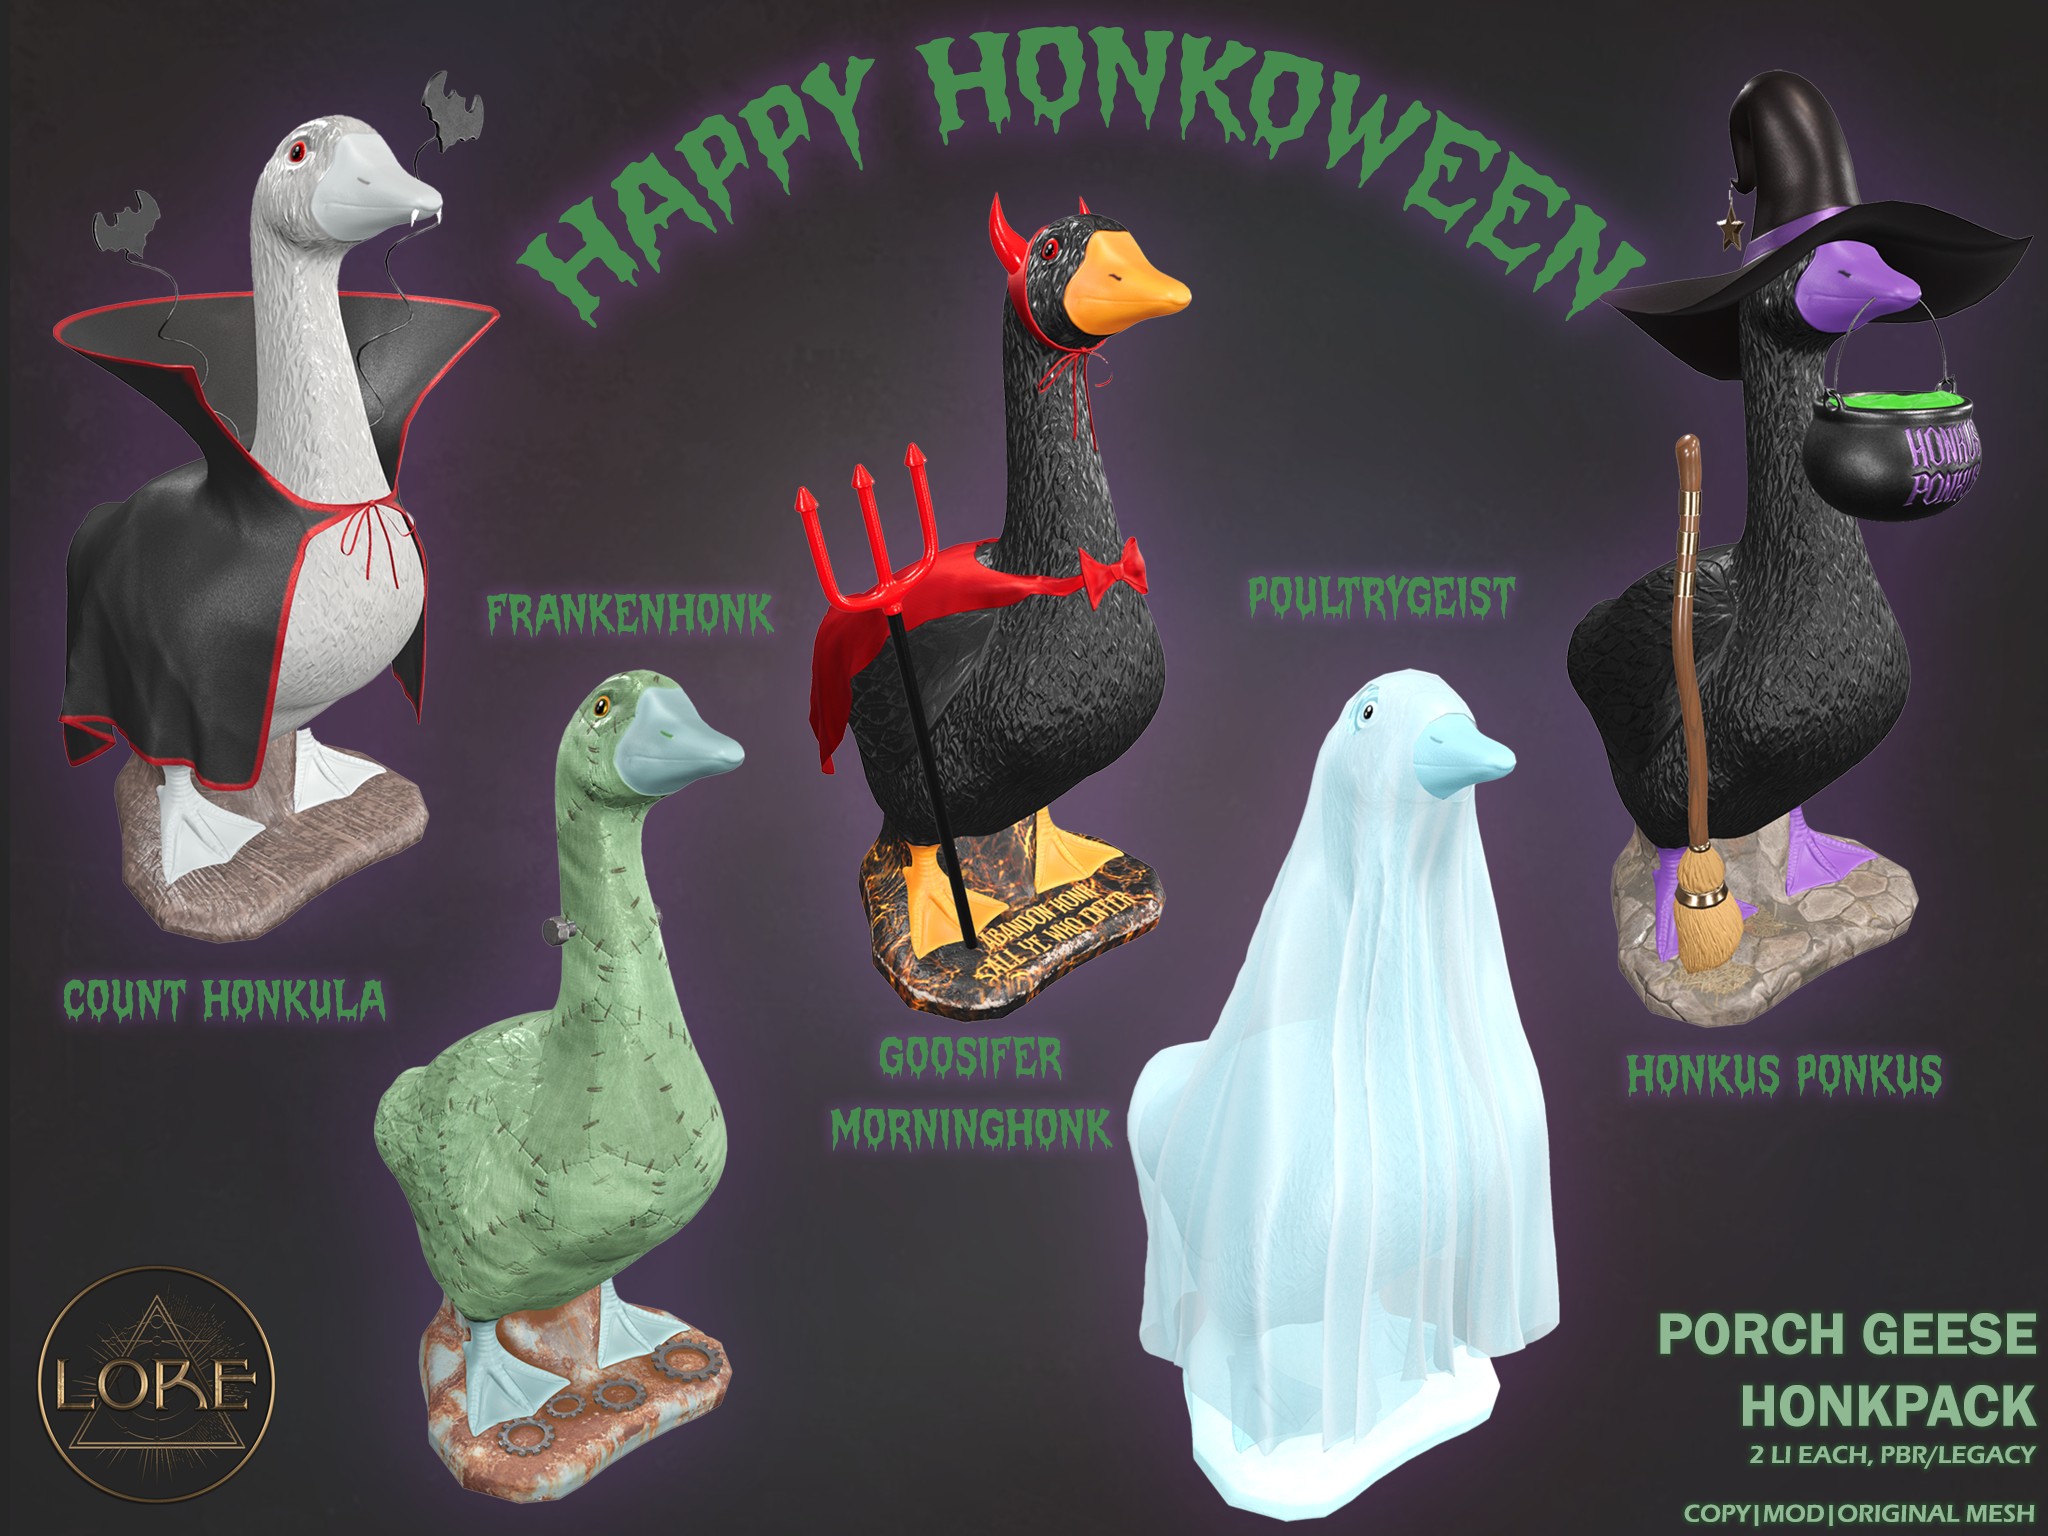 HAPPY HONKOWEEN
FRANKENHONK
POULTRYGEIST
HONKUS
PONKUS
ABANDON HONK
ALL YE WHO ENTER
COUNT HONKULA
GOOSIFER
MORNINGHONK
HONKUS PONKUS
LORE
PORCH GEESE
HONKPACK
2 LI EACH, PBR/LEGACY
COPY|MOD|ORIGINAL MESH